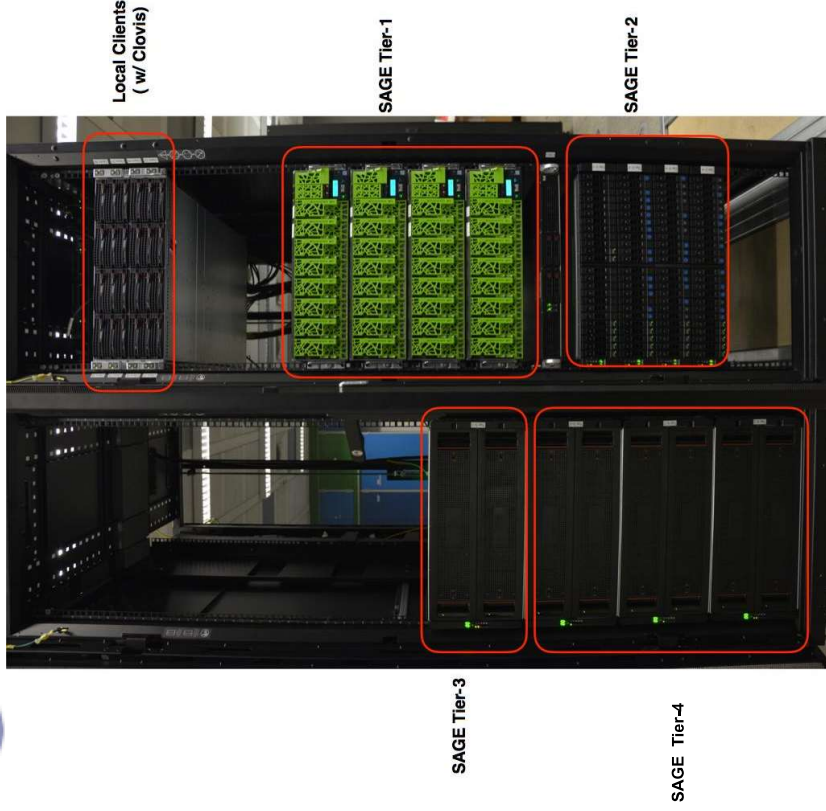 Local Clients
( w/ Clovis)
SAGE Tier-1
SAGE Tier-2
SAGE Tier-3
SAGE Tier-4